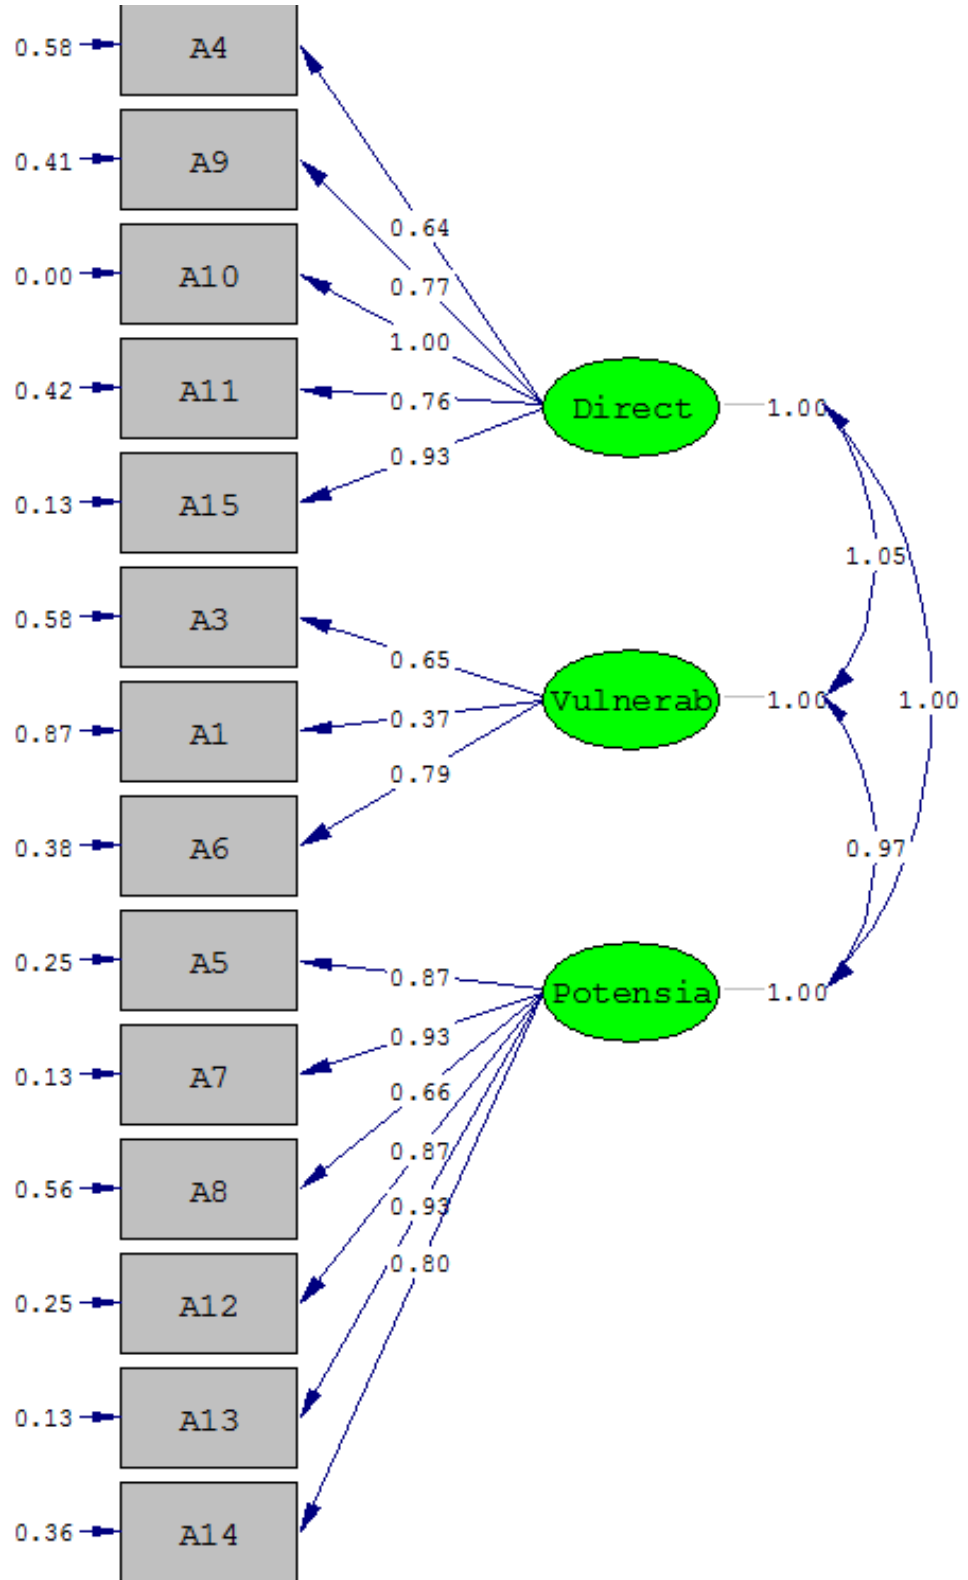 0.58 A4
0.41 A9
0.64
0.00 A10
0.77
1.00
0.42 A11
0.76
Direct 1.00
0.93
0.13 A15
1.05
0.58 A3
0.65
Vulnerab 1.00
1.00
0.87 A1
0.37
0.79
0.38 A6
0.97
0.25 A5
0.87
Potensia 1.00
0.93
0.13 A7
0.66
0.87
0.56 A8
0.93
0.80
0.25 A12
0.13 A13
0.36 A14